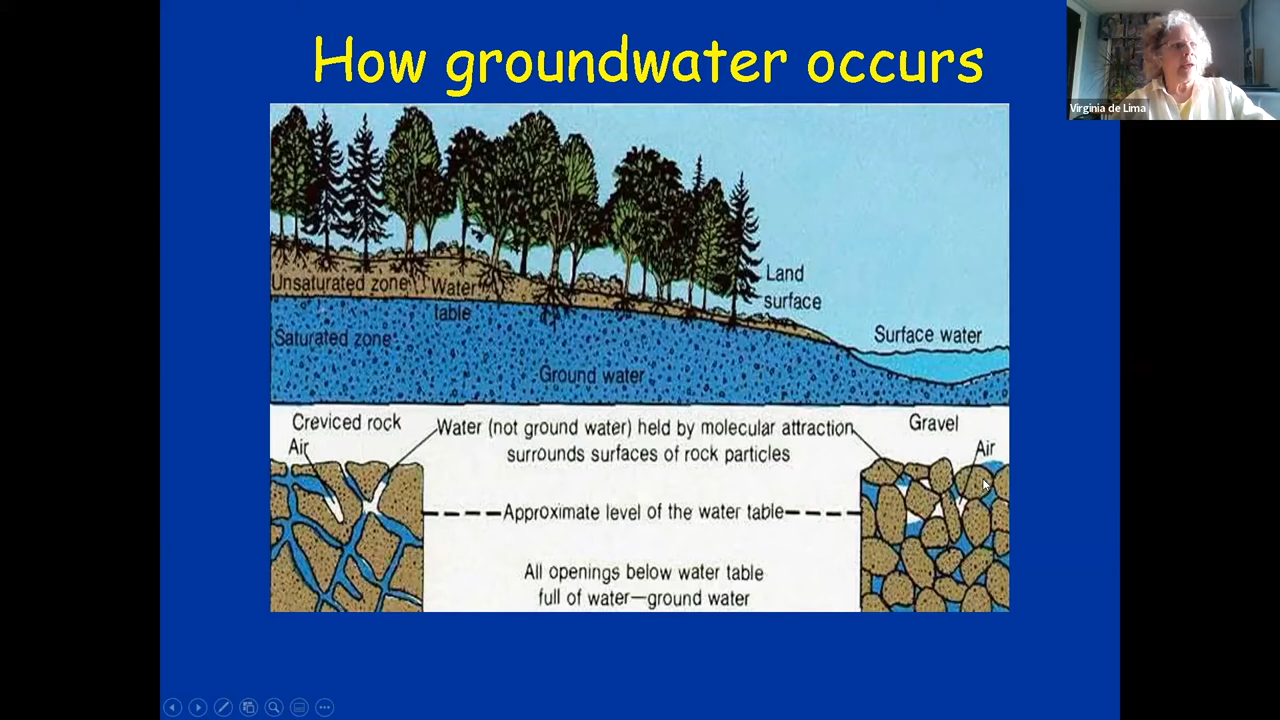 How groundwater occurs
Virginia de Lima
Land
surface
Unsaturated zone
Water
table
Saturated zone
Surface water
Ground water
Creviced rock
Air
Water (not ground water) held by molecular attraction
surrounds surfaces of rock particles
Gravel
Air
Approximate level of the water table
All openings below water table
full of water—ground water